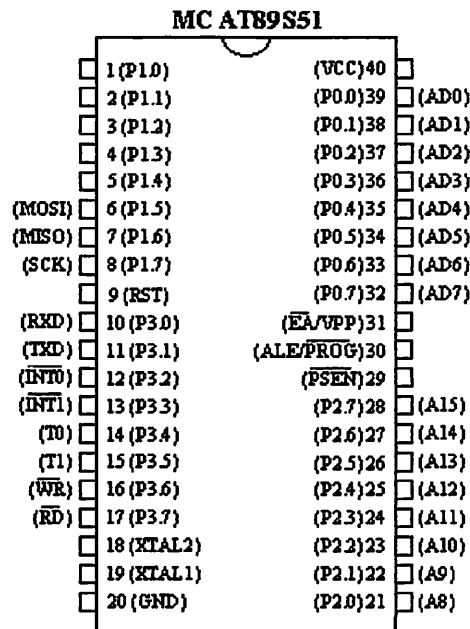 MC AT89S51
1 (P1.0) (VCC) 40
2 (P1.1) (P0.0) 39 (AD0)
3 (P1.2) (P0.1) 38 (AD1)
4 (P1.3) (P0.2) 37 (AD2)
5 (P1.4) (P0.3) 36 (AD3)
(MOSI) 6 (P1.5) (P0.4) 35 (AD4)
(MISO) 7 (P1.6) (P0.5) 34 (AD5)
(SCK) 8 (P1.7) (P0.6) 33 (AD6)
9 (RST) (P0.7) 32 (AD7)
(RXD) 10 (P3.0) (E̅A̅/VPP) 31
(TXD) 11 (P3.1) (ALE/P̅R̅O̅G̅) 30
(I̅N̅T̅0̅) 12 (P3.2) (P̅S̅E̅N̅) 29
(I̅N̅T̅1̅) 13 (P3.3) (P2.7) 28 (A15)
(T0) 14 (P3.4) (P2.6) 27 (A14)
(T1) 15 (P3.5) (P2.5) 26 (A13)
(W̅R̅) 16 (P3.6) (P2.4) 25 (A12)
(R̅D̅) 17 (P3.7) (P2.3) 24 (A11)
18 (XTAL2) (P2.2) 23 (A10)
19 (XTAL1) (P2.1) 22 (A9)
20 (GND) (P2.0) 21 (A8)